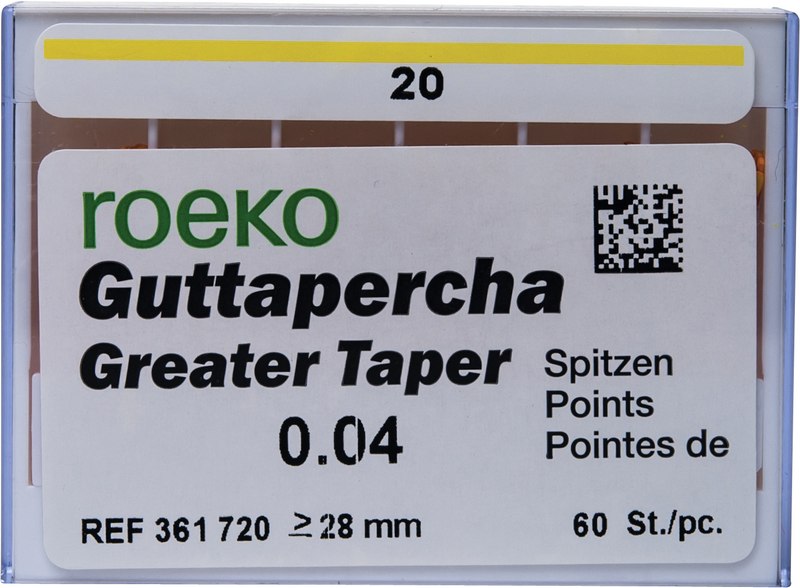 20
roeko
Guttapercha
Greater Taper
0.04
Spitzen
Points
Pointes de
REF 361 720 ≥28 mm
60 St./pc.